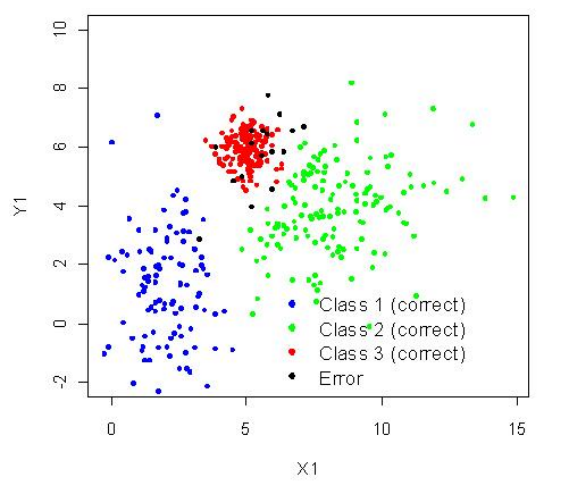 10
8
6
4
2
0
-2
Y1
Class 1 (correct)
Class 2 (correct)
Class 3 (correct)
Error
0 5 10 15
X1